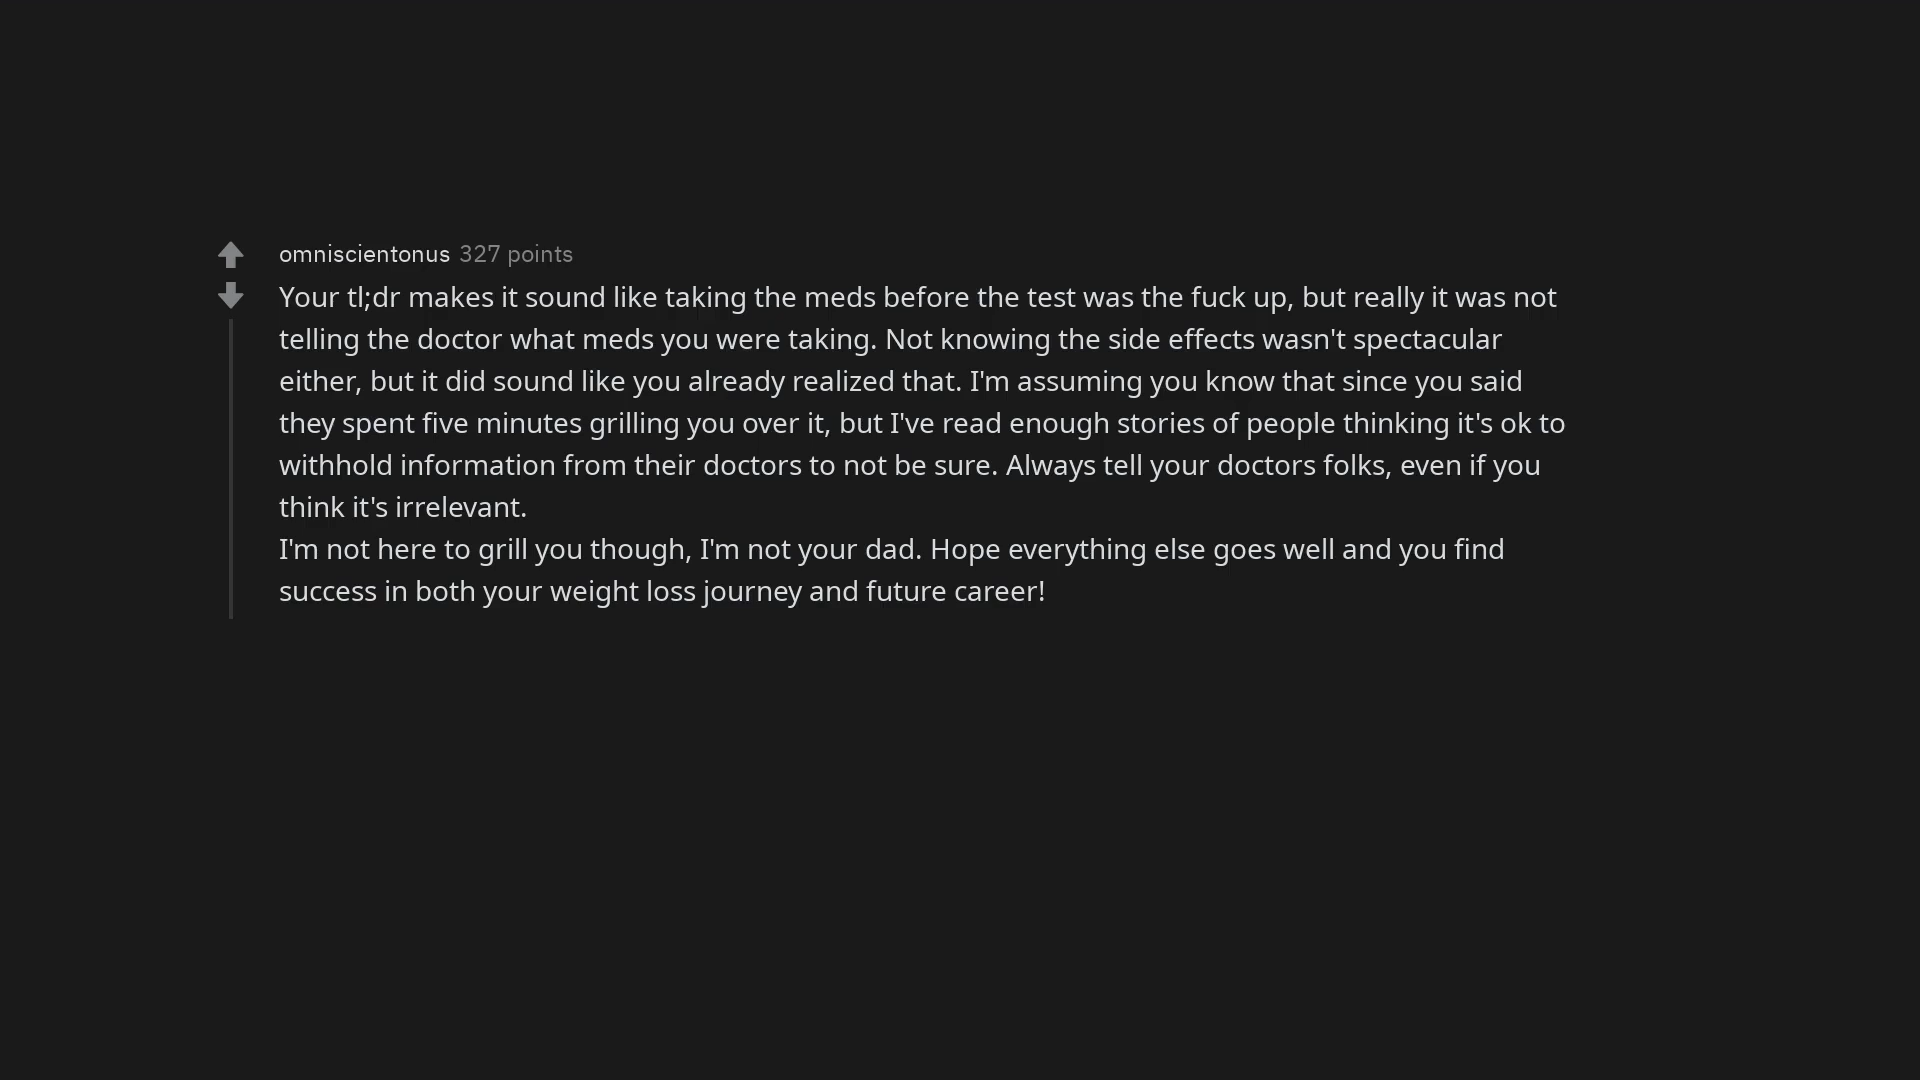 omniscientonus 327 points
Your tl;dr makes it sound like taking the meds before the test was the fuck up, but really it was not
telling the doctor what meds you were taking. Not knowing the side effects wasn't spectacular
either, but it did sound like you already realized that. I'm assuming you know that since you said
they spent five minutes grilling you over it, but I've read enough stories of people thinking it's ok to
withhold information from their doctors to not be sure. Always tell your doctors folks, even if you
think it's irrelevant.
I'm not here to grill you though, I'm not your dad. Hope everything else goes well and you find
success in both your weight loss journey and future career!